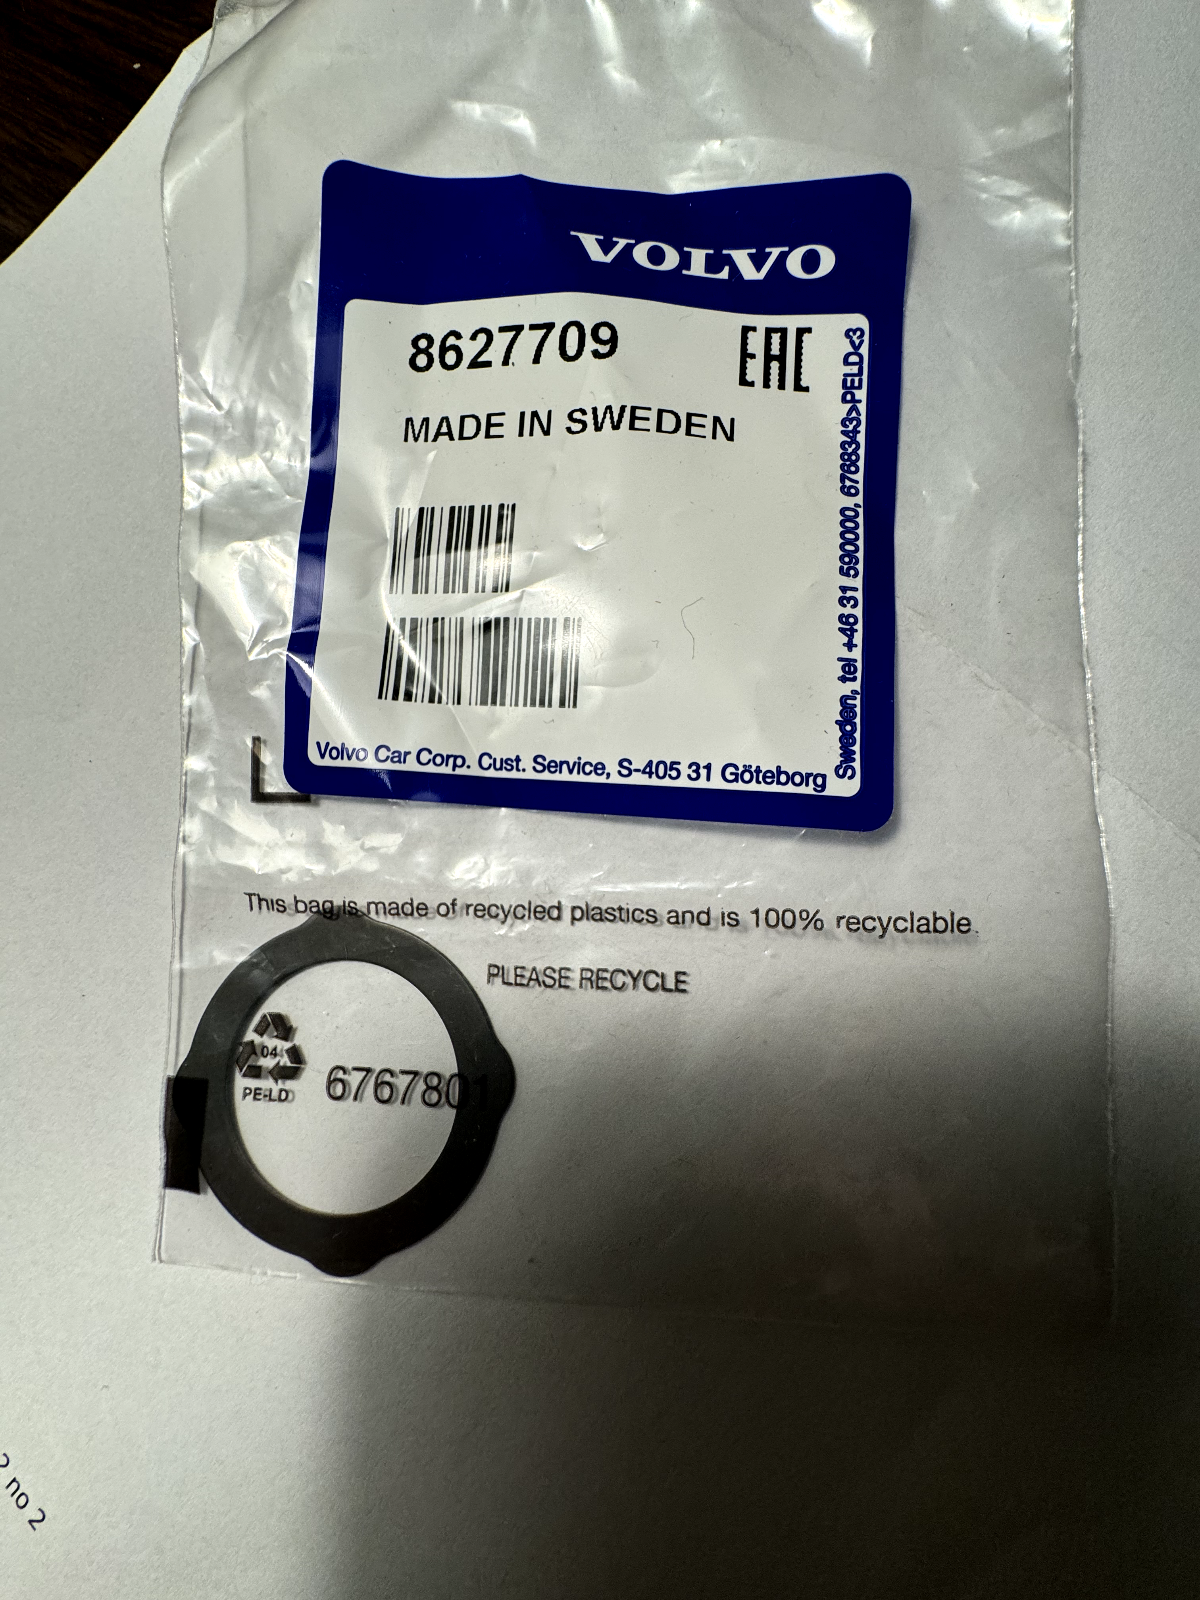 VOLVO
8627709
EAC
MADE IN SWEDEN
Volvo Car Corp. Cust. Service, S-405 31 Göteborg
Sweden, tel +46 31 590000, 6768343>PELD<3
L
This bag is made of recycled plastics and is 100% recyclable.
PLEASE RECYCLE
04
PE-LD
676780
no 2